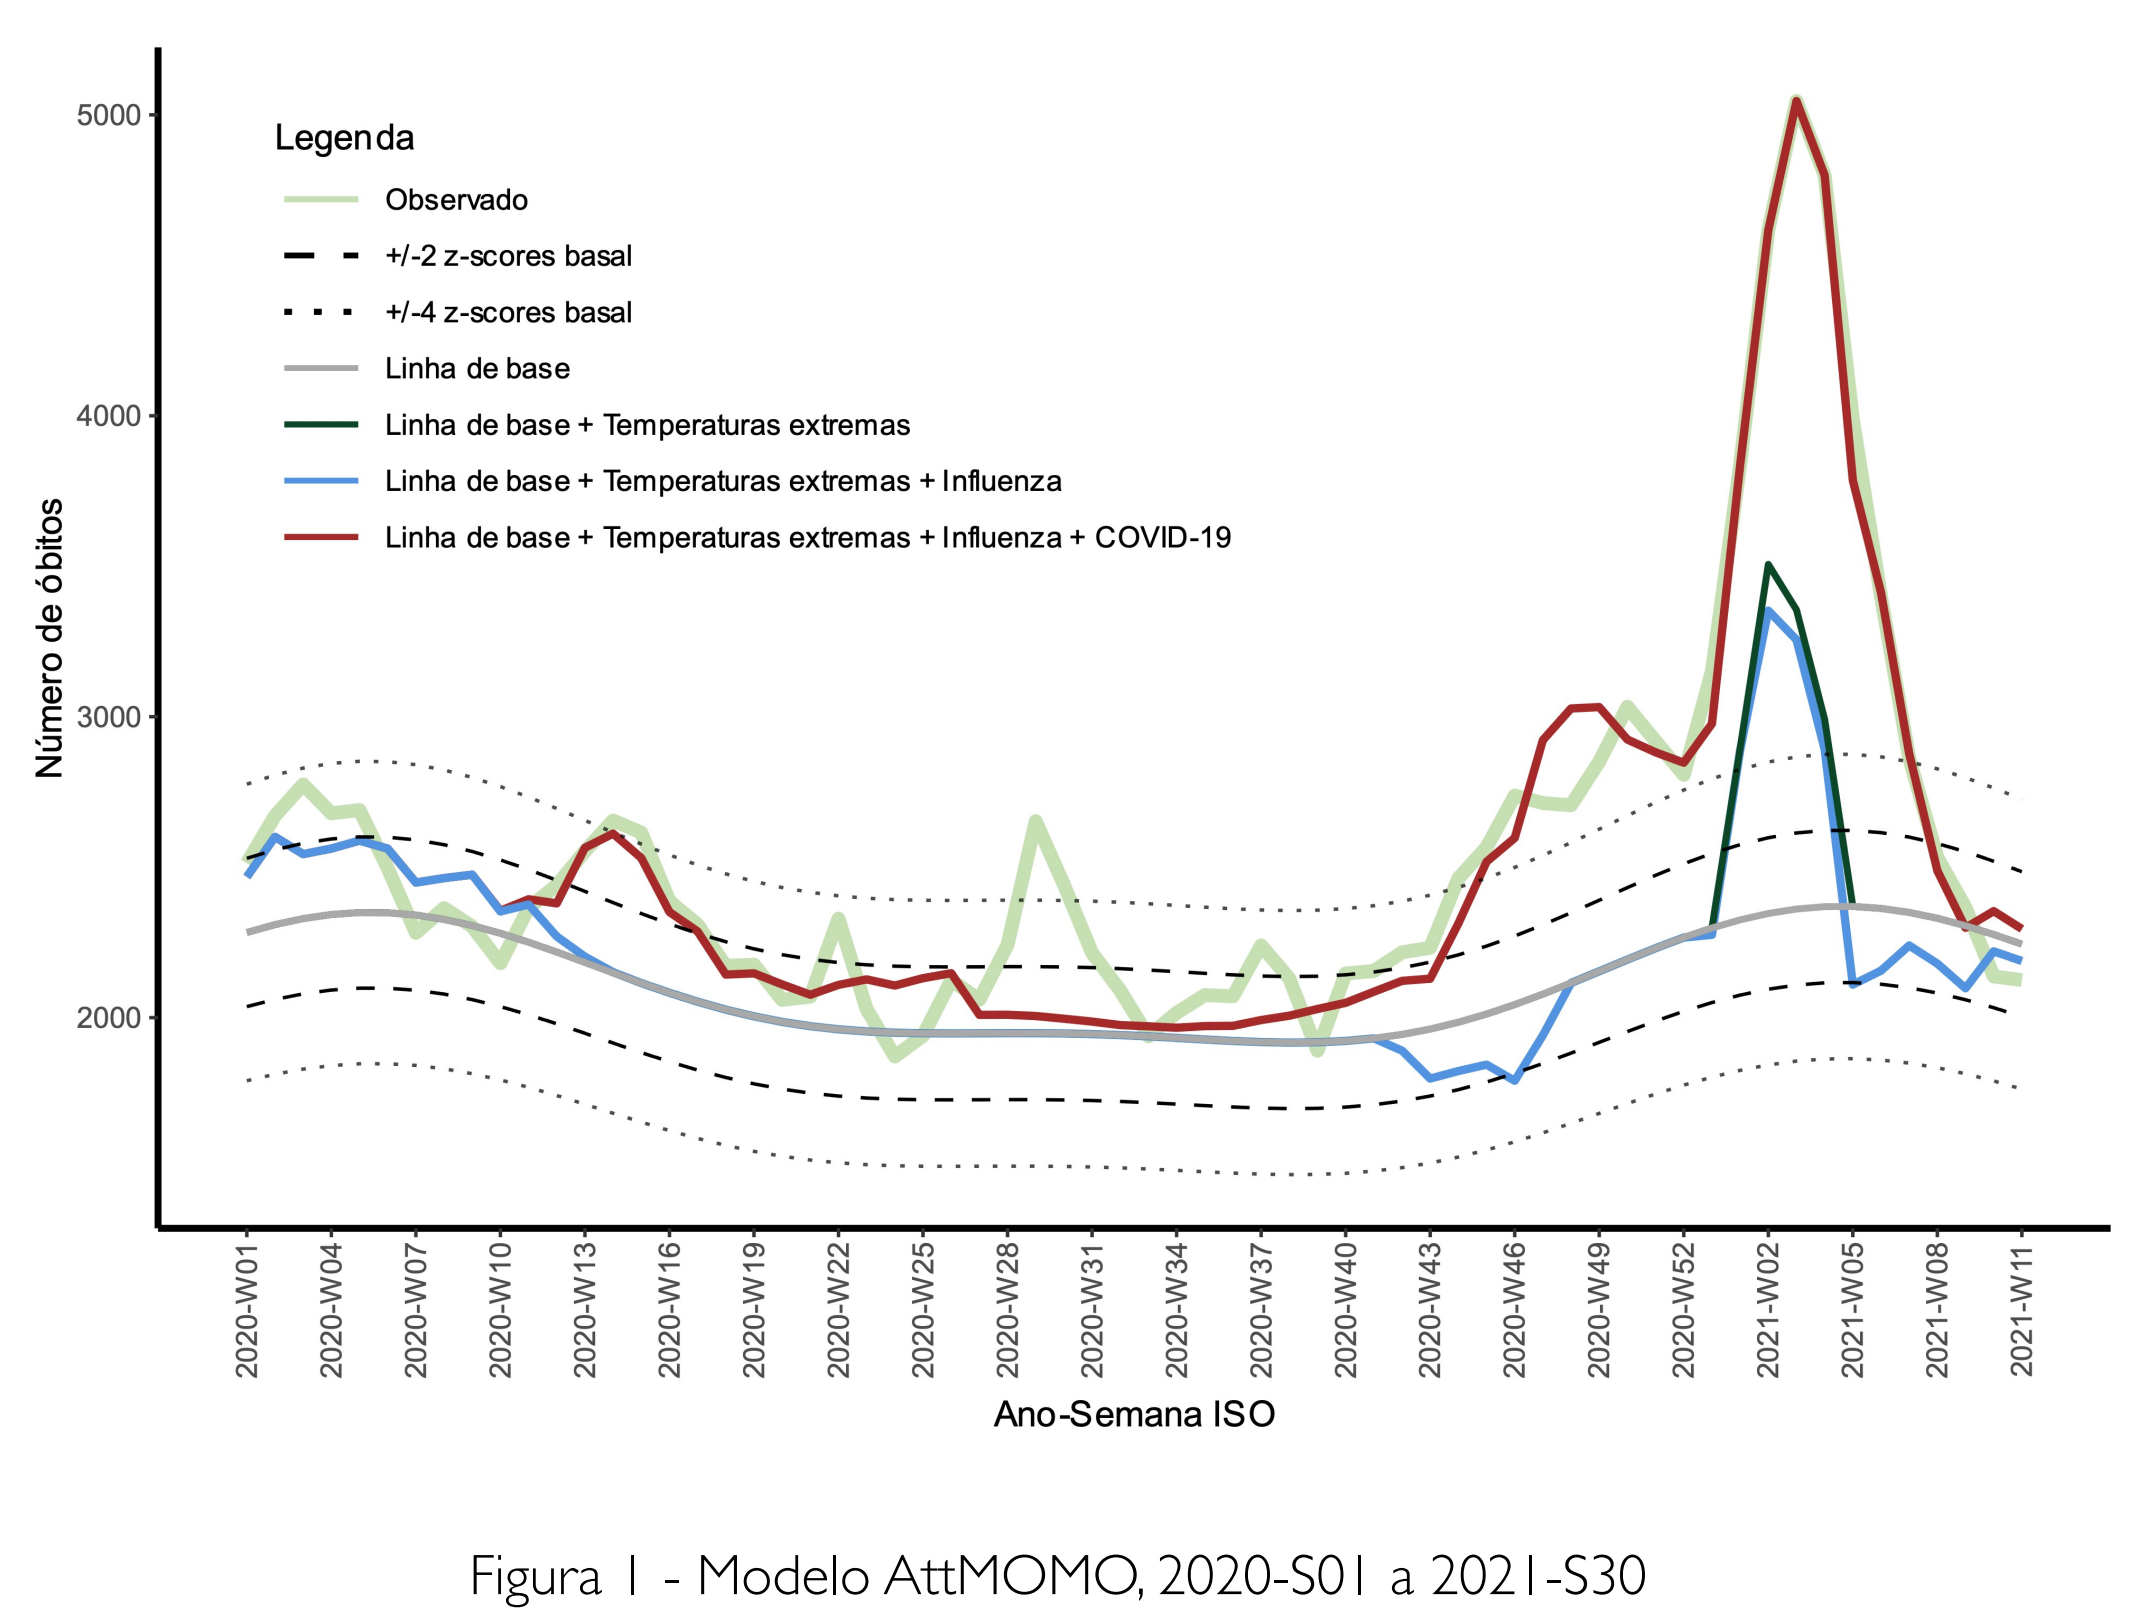 5000
4000
3000
2000
Número de óbitos
Legenda
Observado
+/-2 z-scores basal
+/-4 z-scores basal
Linha de base
Linha de base + Temperaturas extremas
Linha de base + Temperaturas extremas + Influenza
Linha de base + Temperaturas extremas + Influenza + COVID-19
2020-W01
2020-W04
2020-W07
2020-W10
2020-W13
2020-W16
2020-W19
2020-W22
2020-W25
2020-W28
2020-W31
2020-W34
2020-W37
2020-W40
2020-W43
2020-W46
2020-W49
2020-W52
2021-W02
2021-W05
2021-W08
2021-W11
Ano-Semana ISO
Figura 1 - Modelo AttMOMO, 2020-S01 a 2021-S30